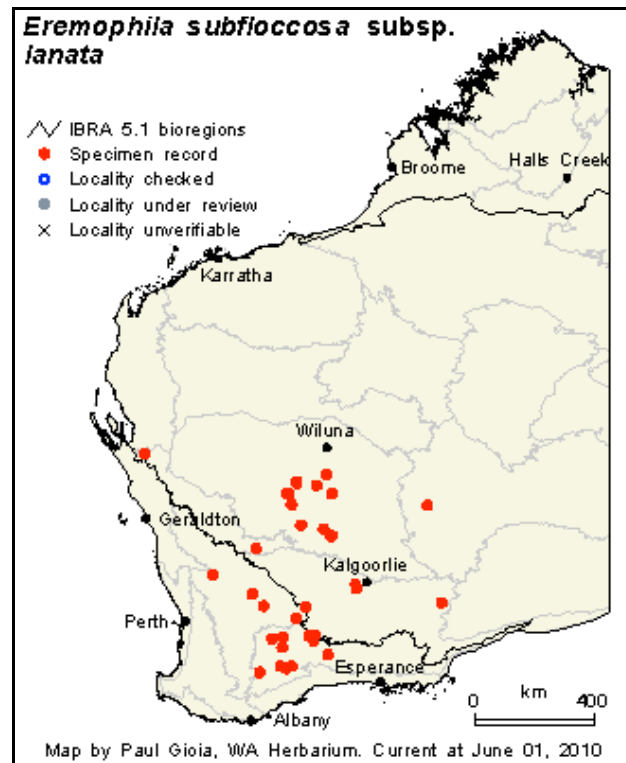 Eremophila subfloccosa subsp.
lanata
IBRA 5.1 bioregions
Specimen record
Locality checked
Locality under review
Locality unverifiable
Broome
Halls Creek
Karratha
Wiluna
Geraldton
Kalgoorlie
Perth
Esperance
Albany
km
0 400
Map by Paul Gioia, WA Herbarium. Current at June 01, 2010